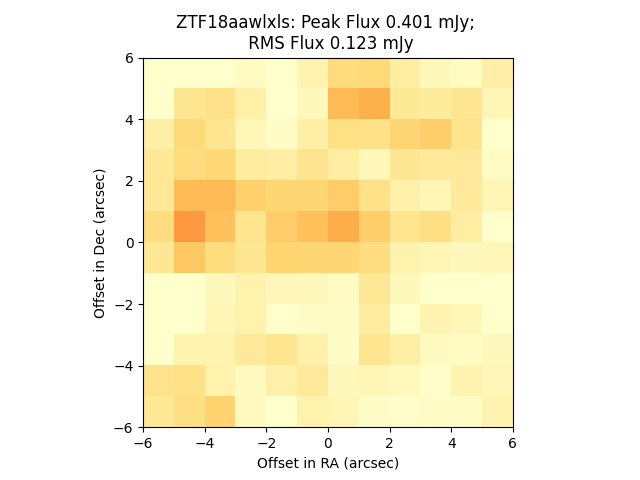 ZTF18aawlxls: Peak Flux 0.401 mJy;
RMS Flux 0.123 mJy
6
4
2
0
−2
−4
−6
Offset in Dec (arcsec)
−6 −4 −2 0 2 4 6
Offset in RA (arcsec)